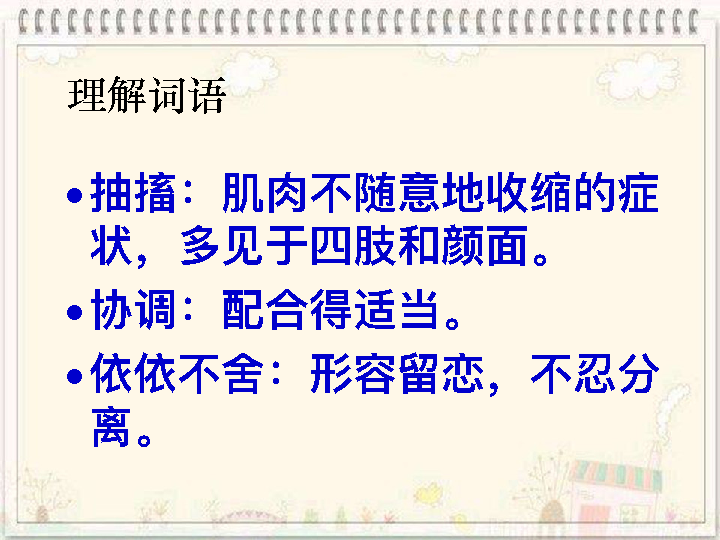 理解词语
•抽搐：肌肉不随意地收缩的症
状，多见于四肢和颜面。
•协调：配合得适当。
•依依不舍：形容留恋，不忍分
离。